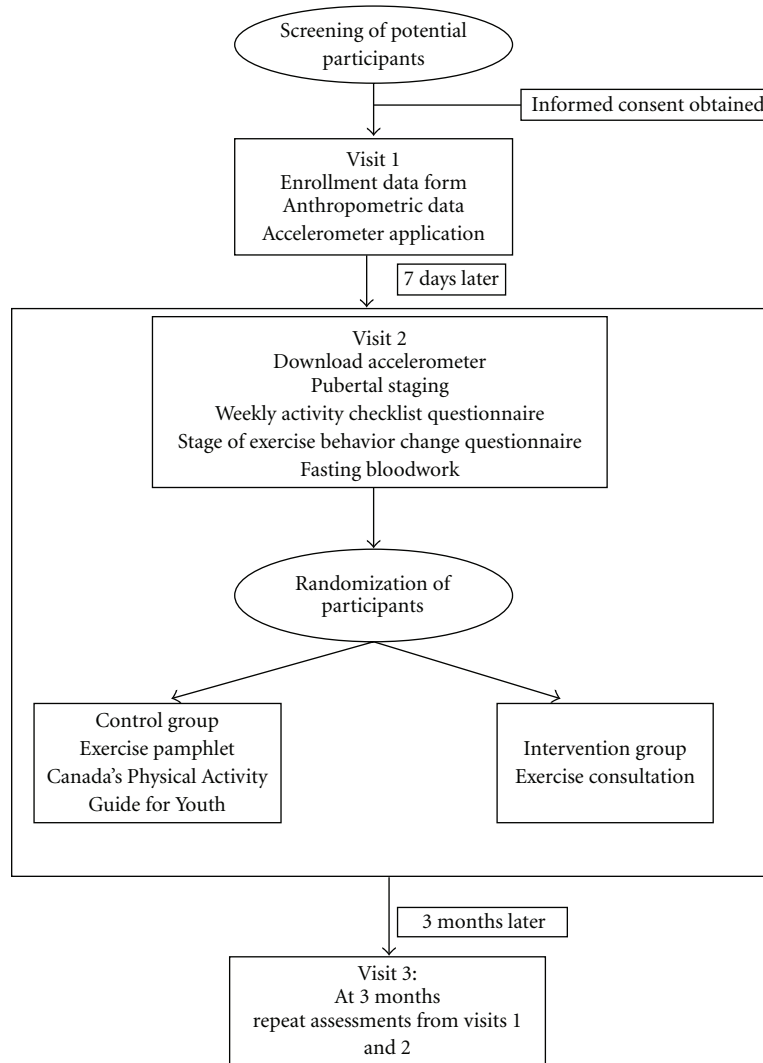 Screening of potential
participants
Informed consent obtained
Visit 1
Enrollment data form
Anthropometric data
Accelerometer application
7 days later
Visit 2
Download accelerometer
Pubertal staging
Weekly activity checklist questionnaire
Stage of exercise behavior change questionnaire
Fasting bloodwork
Randomization of
participants
Control group
Exercise pamphlet
Canada's Physical Activity
Guide for Youth
Intervention group
Exercise consultation
3 months later
Visit 3:
At 3 months
repeat assessments from visits 1
and 2